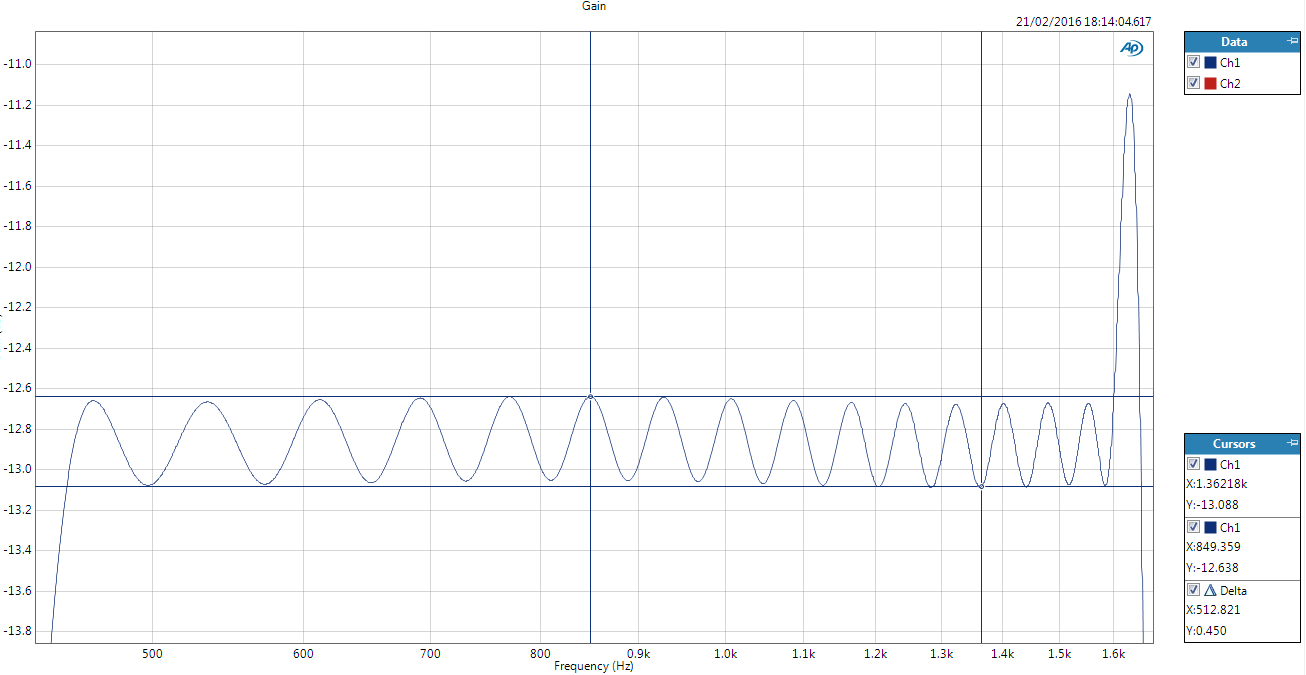 Gain
21/02/2016 18:14:04.617
AP
-11.0
-11.2
-11.4
-11.6
-11.8
-12.0
-12.2
-12.4
-12.6
-12.8
-13.0
-13.2
-13.4
-13.6
-13.8
500 600 700 800 0.9k 1.0k 1.1k 1.2k 1.3k 1.4k 1.5k 1.6k
Frequency (Hz)
Data
Ch1
Ch2
Cursors
Ch1
X:1.36218k
Y:-13.088
Ch1
X:849.359
Y:-12.638
Delta
X:512.821
Y:0.450